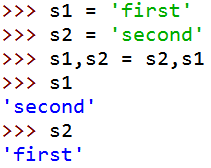 >>> s1 = 'first'
>>> s2 = 'second'
>>> s1,s2 = s2,s1
>>> s1
'second'
>>> s2
'first'